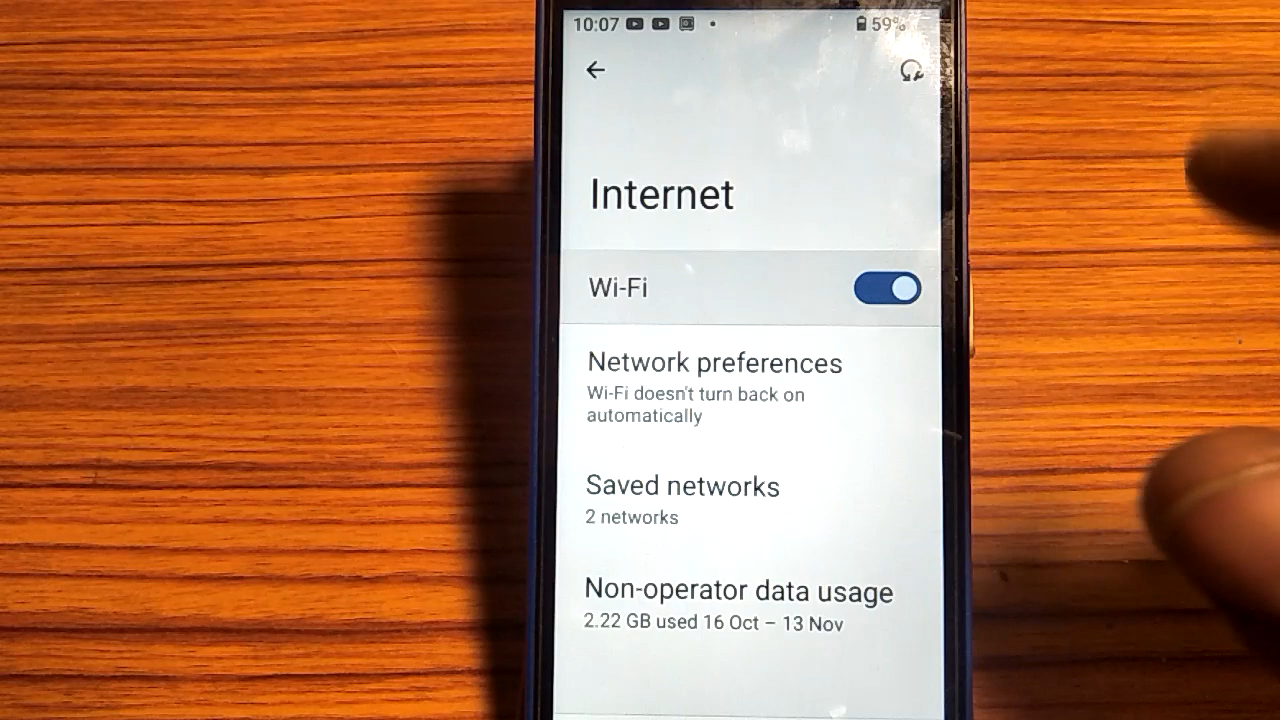 10:07 59%
Internet
Wi-Fi
Network preferences
Wi-Fi doesn't turn back on
automatically
Saved networks
2 networks
Non-operator data usage
2.22 GB used 16 Oct – 13 Nov